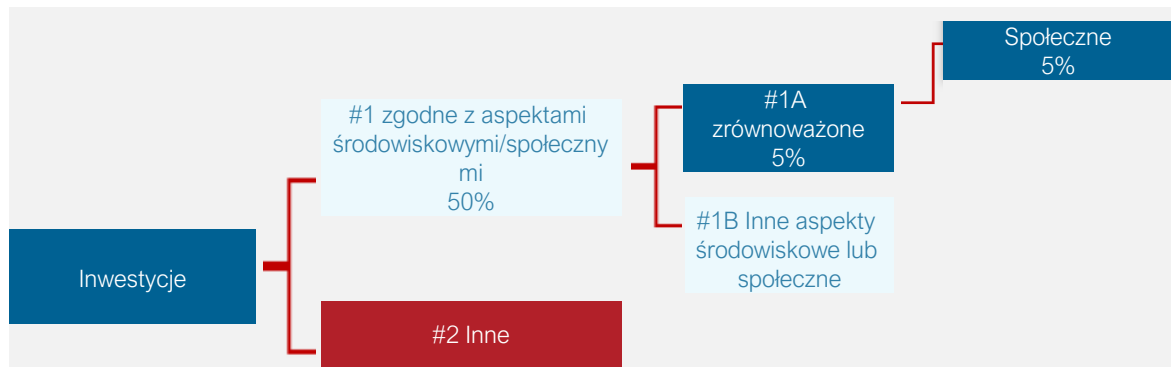 Społeczne
5%
#1A
zrównoważone
5%
#1 zgodne z aspektami
środowiskowymi/społeczny
mi
50%
#1B Inne aspekty
środowiskowe lub
społeczne
Inwestycje
#2 Inne